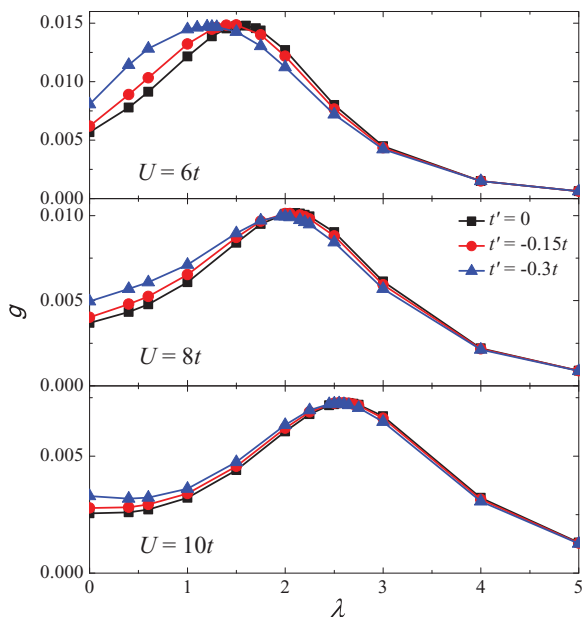 0.015
0.010
0.005
0.000
U = 6t
0.010
0.005
0.000
g
t' = 0
t' = -0.15t
t' = -0.3t
U = 8t
0.005
0.000
U = 10t
0 1 2 3 4 5
λ